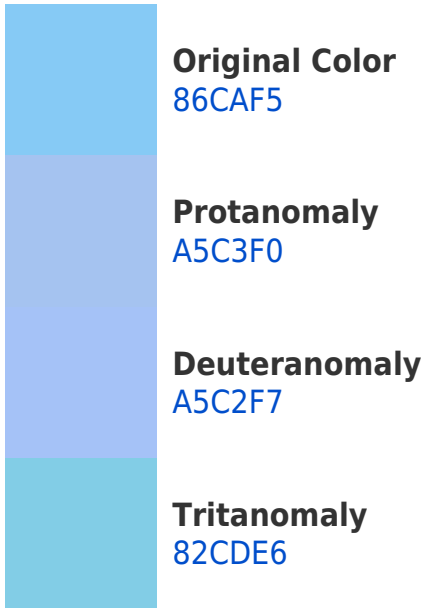 Original Color
86CAF5
Protanomaly
A5C3F0
Deuteranomaly
A5C2F7
Tritanomaly
82CDE6